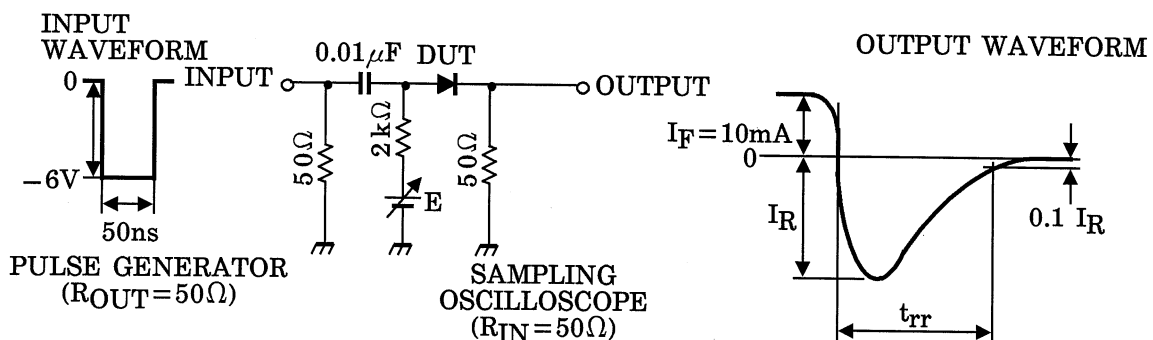 INPUT
WAVEFORM
0
−6V
50ns
PULSE GENERATOR
(ROUT=50Ω)
INPUT
0.01μF
DUT
OUTPUT
50Ω
2kΩ
E
50Ω
SAMPLING
OSCILLOSCOPE
(RIN=50Ω)
OUTPUT WAVEFORM
IF=10mA
0
IR
0.1 IR
trr